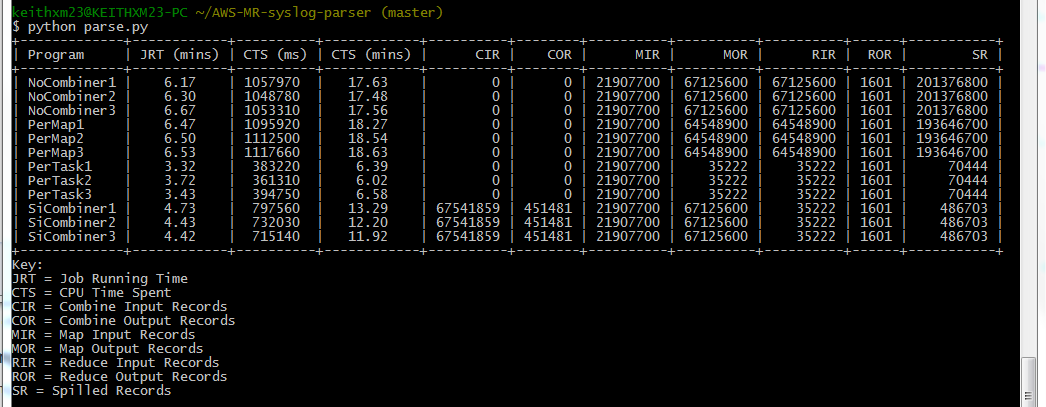 keithxm23@KEITHXM23-PC ~/AWS-MR-syslog-parser (master)
$ python parse.py
+-------------+------------+----------+------------+----------+--------+----------+----------+----------+------+-----------+
| Program     | JRT (mins) | CTS (ms) | CTS (mins) |      CIR |    COR |      MIR |      MOR |      RIR |  ROR |        SR |
+-------------+------------+----------+------------+----------+--------+----------+----------+----------+------+-----------+
| NoCombiner1 |    6.17    | 1057970  |   17.63    |        0 |      0 | 21907700 | 67125600 | 67125600 | 1601 | 201376800 |
| NoCombiner2 |    6.30    | 1048780  |   17.48    |        0 |      0 | 21907700 | 67125600 | 67125600 | 1601 | 201376800 |
| NoCombiner3 |    6.67    | 1053310  |   17.56    |        0 |      0 | 21907700 | 67125600 | 67125600 | 1601 | 201376800 |
| PerMap1     |    6.47    | 1095920  |   18.27    |        0 |      0 | 21907700 | 64548900 | 64548900 | 1601 | 193646700 |
| PerMap2     |    6.50    | 1112500  |   18.54    |        0 |      0 | 21907700 | 64548900 | 64548900 | 1601 | 193646700 |
| PerMap3     |    6.53    | 1117660  |   18.63    |        0 |      0 | 21907700 | 64548900 | 64548900 | 1601 | 193646700 |
| PerTask1    |    3.32    |  383220  |    6.39    |        0 |      0 | 21907700 |    35222 |    35222 | 1601 |     70444 |
| PerTask2    |    3.72    |  361310  |    6.02    |        0 |      0 | 21907700 |    35222 |    35222 | 1601 |     70444 |
| PerTask3    |    3.43    |  394750  |    6.58    |        0 |      0 | 21907700 |    35222 |    35222 | 1601 |     70444 |
| SiCombiner1 |    4.73    |  797560  |   13.29    | 67541859 | 451481 | 21907700 | 67125600 |    35222 | 1601 |    486703 |
| SiCombiner2 |    4.43    |  732030  |   12.20    | 67541859 | 451481 | 21907700 | 67125600 |    35222 | 1601 |    486703 |
| SiCombiner3 |    4.42    |  715140  |   11.92    | 67541859 | 451481 | 21907700 | 67125600 |    35222 | 1601 |    486703 |
+-------------+------------+----------+------------+----------+--------+----------+----------+----------+------+-----------+
Key:
JRT = Job Running Time
CTS = CPU Time Spent
CIR = Combine Input Records
COR = Combine Output Records
MIR = Map Input Records
MOR = Map Output Records
RIR = Reduce Input Records
ROR = Reduce Output Records
SR = Spilled Records